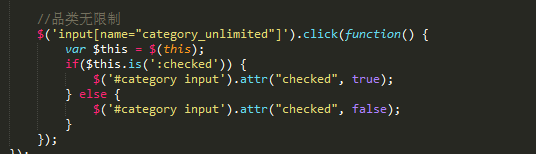 //品类无限制
$('input[name="category_unlimited"]').click(function() {
var $this = $(this);
if($this.is(':checked')) {
$('#category input').attr("checked", true);
} else {
$('#category input').attr("checked", false);
}
});
});